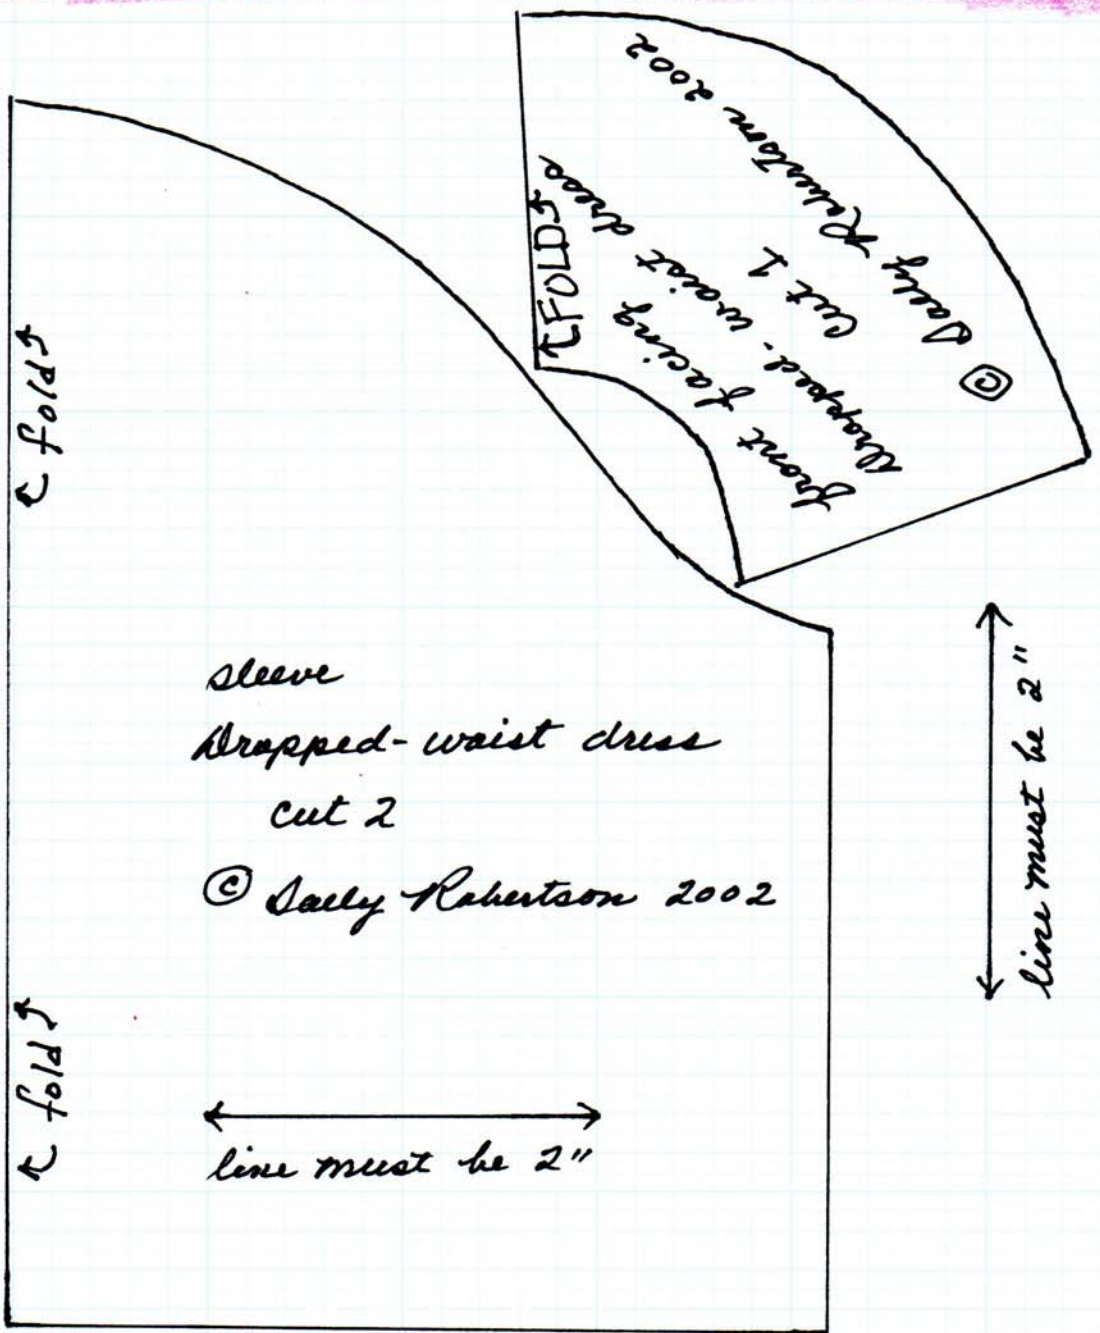 fold
FOLD
front facing
Dropped-waist dress
Cut 1
© Sally Robertson 2002
sleeve
Dropped-waist dress
cut 2
© Sally Robertson 2002
line must be 2"
fold
line must be 2"